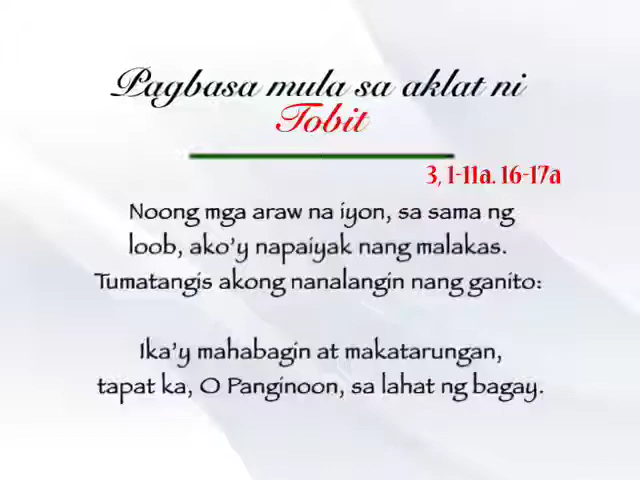 Pagbasa mula sa aklat ni
Tobit
3, 1-11a. 16-17a
Noong mga araw na iyon, sa sama ng
loob, ako'y napaiyak nang malakas.
Tumatangis akong nanalangin nang ganito:
Ika'y mahabagin at makatarungan,
tapat ka, O Panginoon, sa lahat ng bagay.